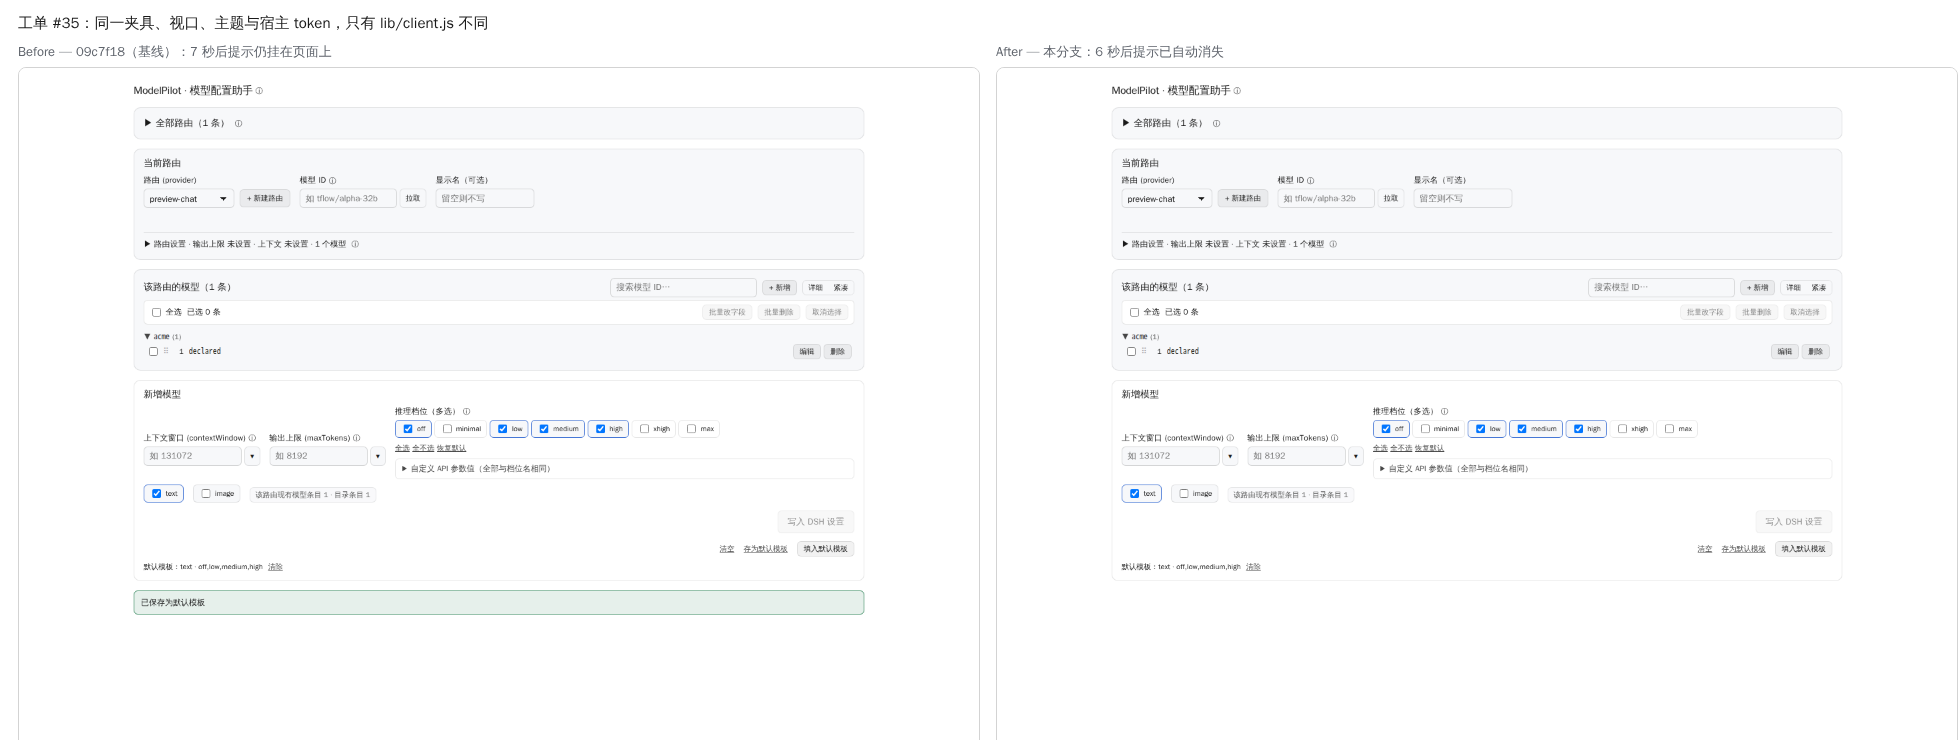 工单 #35：同一夹具、视口、主题与宿主 token，只有 lib/client.js 不同
Before — 09c7f18（基线）：7 秒后提示仍挂在页面上
ModelPilot · 模型配置助手 ⓘ
▶ 全部路由（1 条） ⓘ
当前路由
路由 (provider) 模型 ID ⓘ 显示名（可选）
preview-chat + 新建路由 如 tflow/alpha-32b 拉取 留空则不写
▶ 路由设置 · 输出上限 未设置 · 上下文 未设置 · 1 个模型 ⓘ
该路由的模型（1 条） 搜索模型 ID… + 新增 详细 紧凑
全选 已选 0 条 批量改字段 批量删除 取消选择
▼ acme (1)
1 declared 编辑 删除
新增模型
推理档位（多选） ⓘ
off minimal low medium high xhigh max
上下文窗口 (contextWindow) ⓘ 输出上限 (maxTokens) ⓘ
全选 全不选 恢复默认
如 131072 ▼ 如 8192 ▼
▶ 自定义 API 参数值（全部与档位名相同）
text image 该路由现有模型条目 1 · 目录条目 1
写入 DSH 设置
清空 存为默认模板 填入默认模板
默认模板：text · off,low,medium,high 清除
已保存为默认模板
After — 本分支：6 秒后提示已自动消失
ModelPilot · 模型配置助手 ⓘ
▶ 全部路由（1 条） ⓘ
当前路由
路由 (provider) 模型 ID ⓘ 显示名（可选）
preview-chat + 新建路由 如 tflow/alpha-32b 拉取 留空则不写
▶ 路由设置 · 输出上限 未设置 · 上下文 未设置 · 1 个模型 ⓘ
该路由的模型（1 条） 搜索模型 ID… + 新增 详细 紧凑
全选 已选 0 条 批量改字段 批量删除 取消选择
▼ acme (1)
1 declared 编辑 删除
新增模型
推理档位（多选） ⓘ
off minimal low medium high xhigh max
上下文窗口 (contextWindow) ⓘ 输出上限 (maxTokens) ⓘ
全选 全不选 恢复默认
如 131072 ▼ 如 8192 ▼
▶ 自定义 API 参数值（全部与档位名相同）
text image 该路由现有模型条目 1 · 目录条目 1
写入 DSH 设置
清空 存为默认模板 填入默认模板
默认模板：text · off,low,medium,high 清除